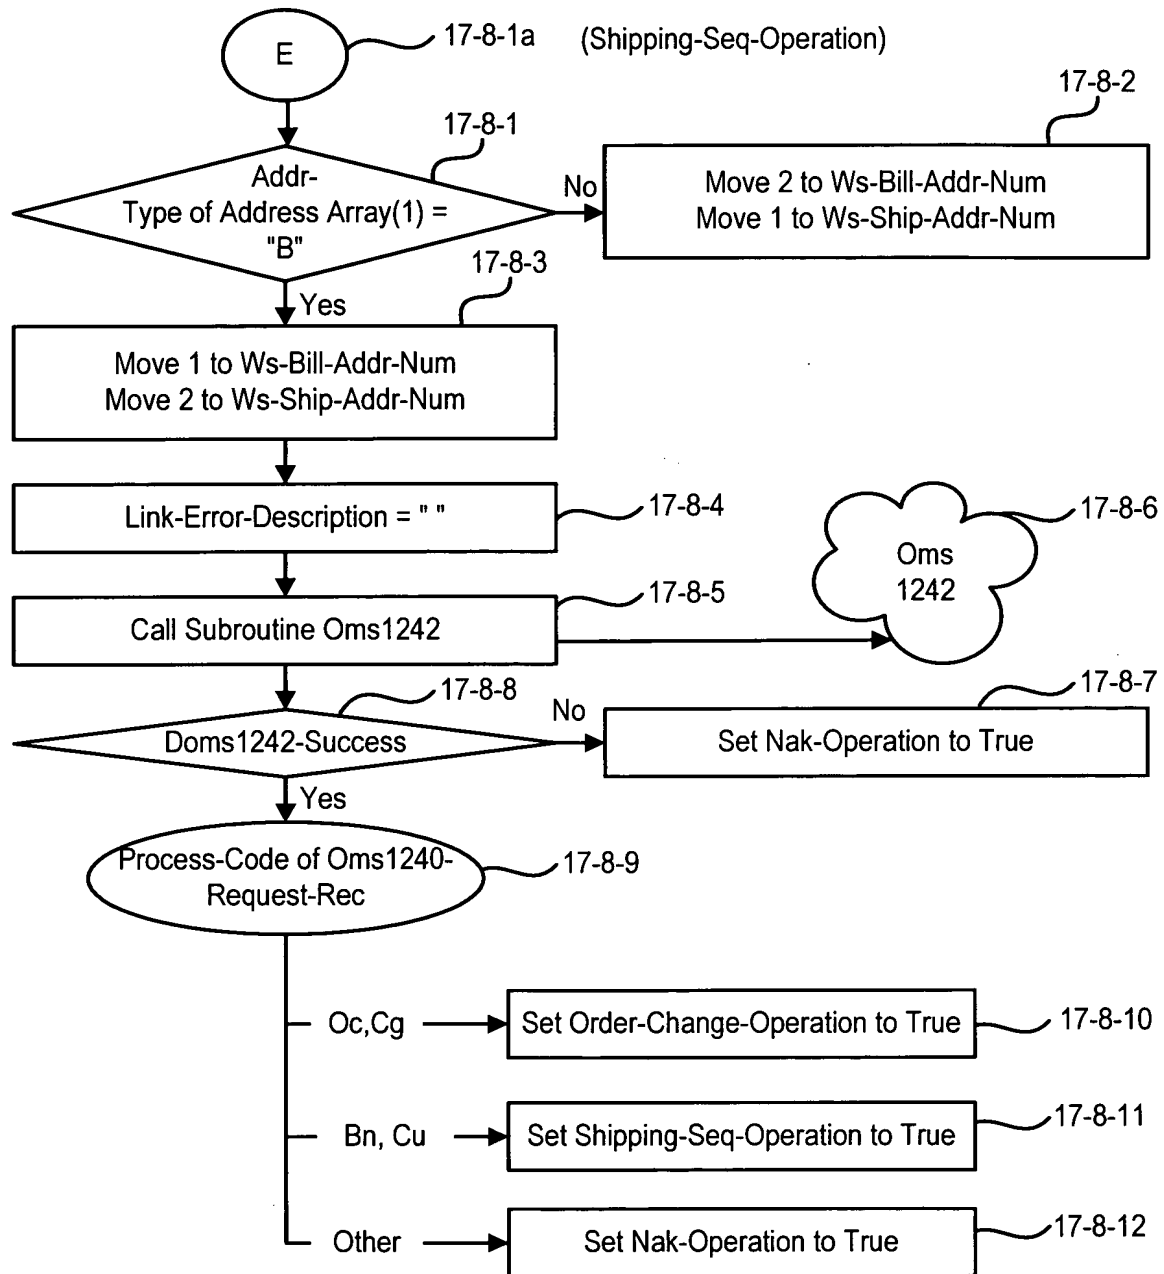 E
17-8-1a
(Shipping-Seq-Operation)
17-8-1
17-8-2
Addr-
Type of Address Array(1) =
"B"
No
Move 2 to Ws-Bill-Addr-Num
Move 1 to Ws-Ship-Addr-Num
17-8-3
Yes
Move 1 to Ws-Bill-Addr-Num
Move 2 to Ws-Ship-Addr-Num
Link-Error-Description = " "
17-8-4
17-8-6
Oms
1242
Call Subroutine Oms1242
17-8-5
17-8-8
17-8-7
Doms1242-Success
No
Set Nak-Operation to True
Yes
Process-Code of Oms1240-
Request-Rec
17-8-9
Oc,Cg
Set Order-Change-Operation to True
17-8-10
Bn, Cu
Set Shipping-Seq-Operation to True
17-8-11
Other
Set Nak-Operation to True
17-8-12